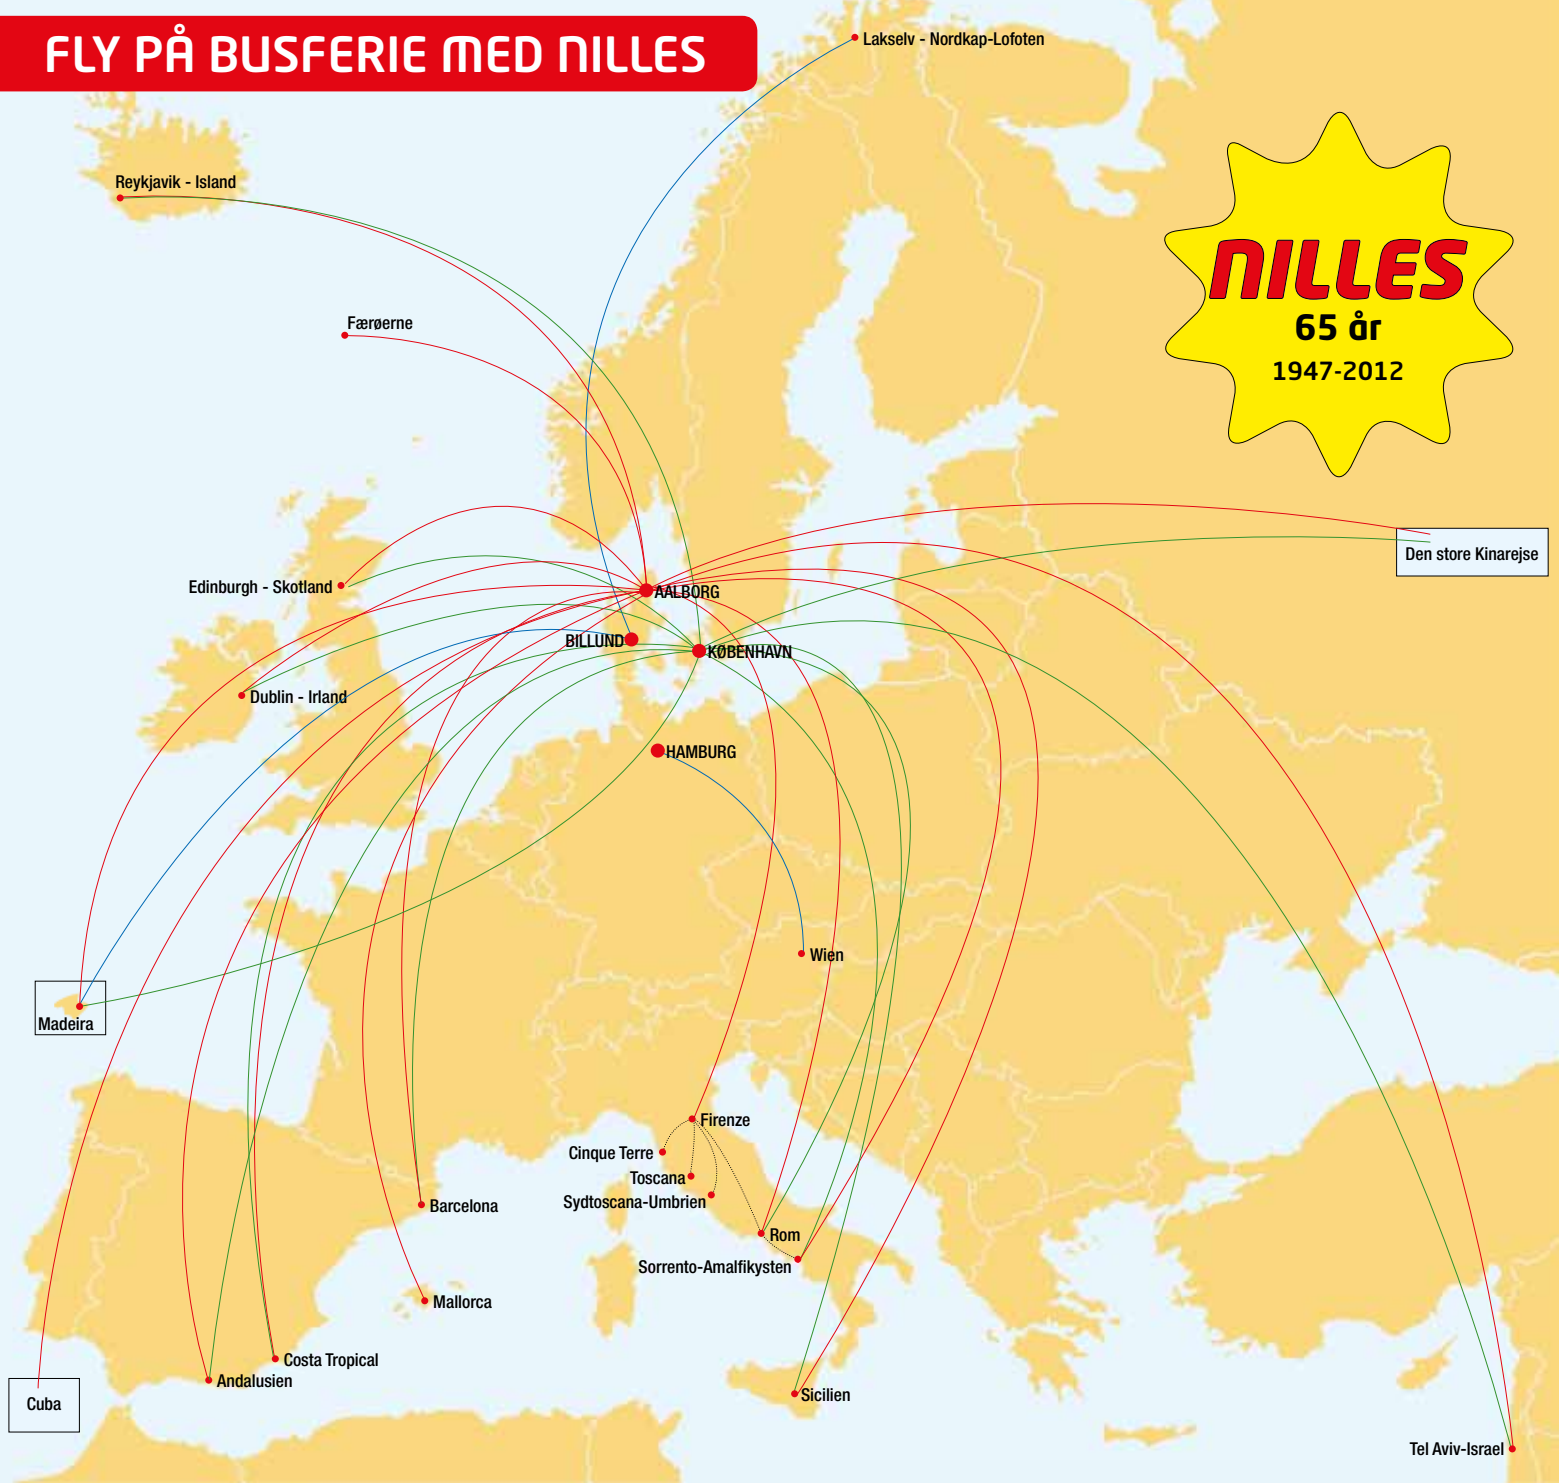 FLY PÅ BUSFERIE MED NILLES
Lakselv - Nordkap-Lofoten
Reykjavik - Island
NILLES
65 år
1947-2012
Færøerne
Den store Kinarejse
Edinburgh - Skotland
AALBORG
BILLUND
KØBENHAVN
Dublin - Irland
HAMBURG
Wien
Madeira
Firenze
Cinque Terre
Toscana
Sydtoscana-Umbrien
Barcelona
Rom
Sorrento-Amalfikysten
Mallorca
Costa Tropical
Andalusien
Sicilien
Cuba
Tel Aviv-Israel